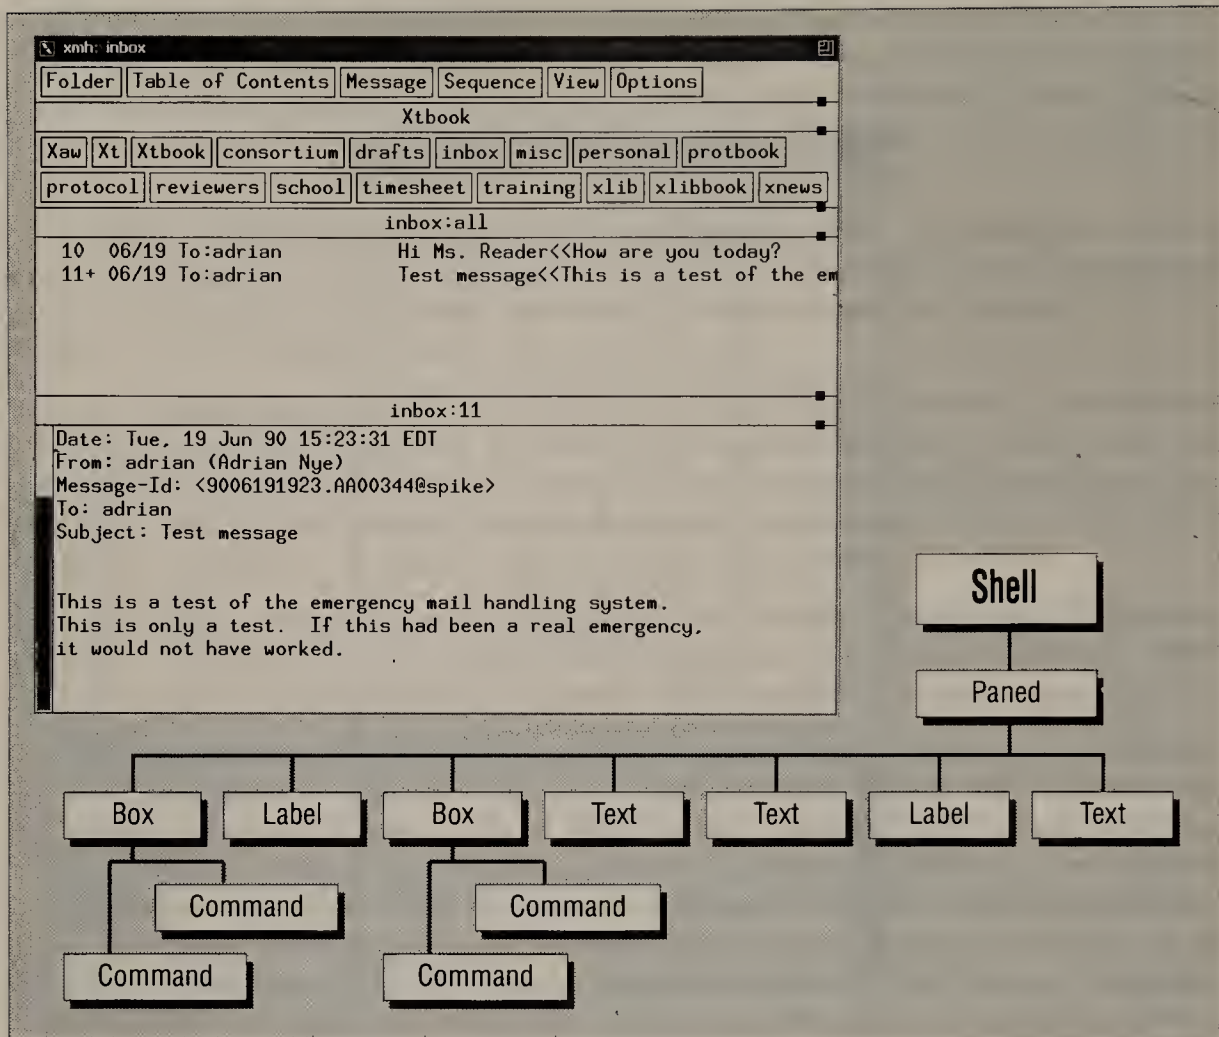 xmh: inbox
Folder Table of Contents Message Sequence View Options
Xtbook
Xaw Xt Xtbook consortium drafts inbox misc personal protbook
protocol reviewers school timesheet training xlib xlibbook xnews
inbox:all
10 06/19 To:adrian Hi Ms. Reader<<How are you today?
11+ 06/19 To:adrian Test message<<This is a test of the em
inbox:11
Date: Tue, 19 Jun 90 15:23:31 EDT
From: adrian (Adrian Nye)
Message-Id: <9006191923.AA00344@spike>
To: adrian
Subject: Test message
This is a test of the emergency mail handling system.
This is only a test.  If this had been a real emergency,
it would not have worked.
Shell
Paned
Box Label Box Text Text Label Text
Command Command
Command Command